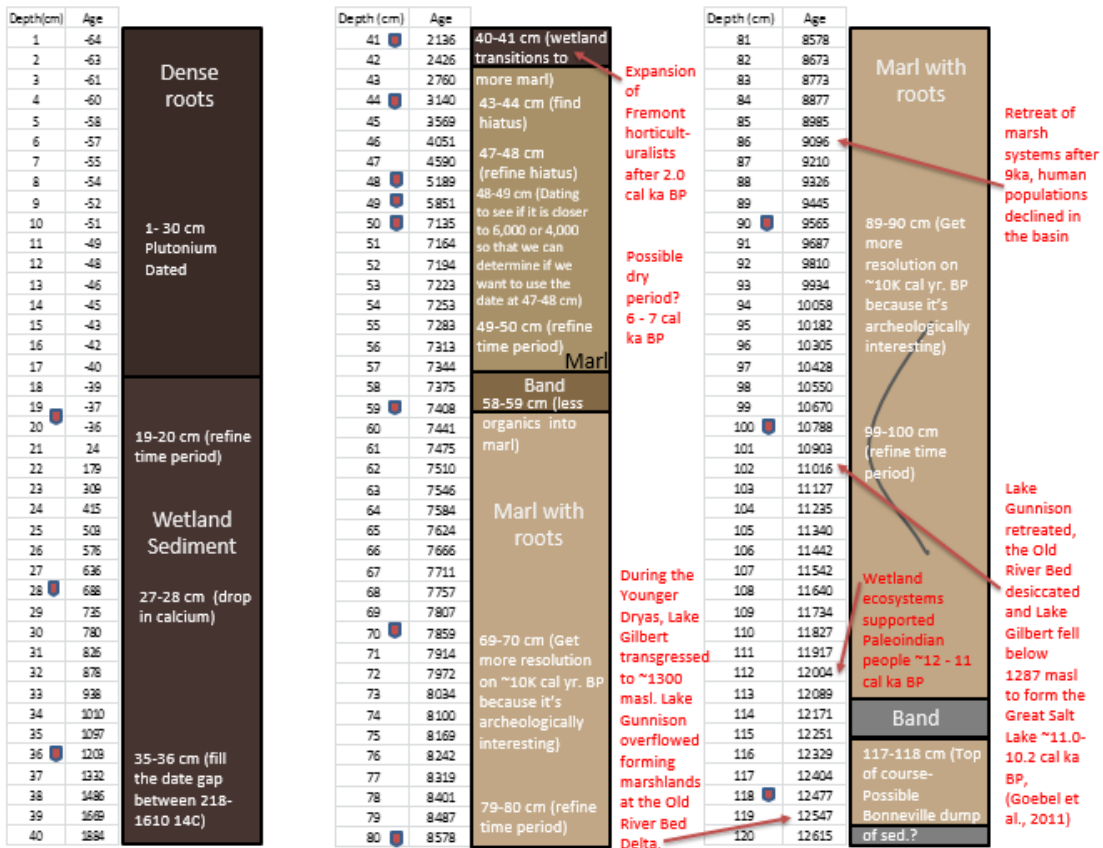 Depth(cm) Age
1 -64
2 -63
3 -61
4 -60
5 -58
6 -57
7 -55
8 -54
9 -52
10 -51
11 -49
12 -48
13 -46
14 -45
15 -43
16 -42
17 -40
18 -39
19 -37
20 -36
21 24
22 179
23 309
24 415
25 503
26 576
27 636
28 688
29 735
30 780
31 826
32 878
33 938
34 1010
35 1097
36 1203
37 1332
38 1486
39 1669
40 1884
Dense
roots
1- 30 cm
Plutonium
Dated
19-20 cm (refine
time period)
Wetland
Sediment
27-28 cm (drop
in calcium)
35-36 cm (fill
the date gap
between 218-
1610 14C)
Depth (cm) Age
41 2136
42 2426
43 2760
44 3140
45 3569
46 4051
47 4590
48 5189
49 5851
50 7135
51 7164
52 7194
53 7223
54 7253
55 7283
56 7313
57 7344
58 7375
59 7408
60 7441
61 7475
62 7510
63 7546
64 7584
65 7624
66 7666
67 7711
68 7757
69 7807
70 7859
71 7914
72 7972
73 8034
74 8100
75 8169
76 8242
77 8319
78 8401
79 8487
80 8578
40-41 cm (wetland
transitions to
more marl)
43-44 cm (find
hiatus)
47-48 cm
(refine hiatus)
48-49 cm (Dating
to see if it is closer
to 6,000 or 4,000
so that we can
determine if we
want to use the
date at 47-48 cm)
49-50 cm (refine
time period)
Marl
Band
58-59 cm (less
organics into
marl)
Marl with
roots
69-70 cm (Get
more resolution
on ~10K cal yr. BP
because it's
archeologically
interesting)
79-80 cm (refine
time period)
Expansion
of
Fremont
horticult-
uralists
after 2.0
cal ka BP
Possible
dry
period?
6 - 7 cal
ka BP
During the
Younger
Dryas, Lake
Gilbert
transgressed
to ~1300
masl. Lake
Gunnison
overflowed
forming
marshlands
at the Old
River Bed
Delta.
Depth (cm) Age
81 8578
82 8673
83 8773
84 8877
85 8985
86 9096
87 9210
88 9326
89 9445
90 9565
91 9687
92 9810
93 9934
94 10058
95 10182
96 10305
97 10428
98 10550
99 10670
100 10788
101 10903
102 11016
103 11127
104 11235
105 11340
106 11442
107 11542
108 11640
109 11734
110 11827
111 11917
112 12004
113 12089
114 12171
115 12251
116 12329
117 12404
118 12477
119 12547
120 12615
Marl with
roots
89-90 cm (Get
more
resolution on
~10K cal yr. BP
because it's
archeologically
interesting)
99-100 cm
(refine time
period)
Wetland
ecosystems
supported
Paleoindian
people ~12 - 11
cal ka BP
Band
117-118 cm (Top
of course-
Possible
Bonneville dump
of sed.?
Retreat of
marsh
systems after
9ka, human
populations
declined in
the basin
Lake
Gunnison
retreated,
the Old
River Bed
desiccated
and Lake
Gilbert fell
below
1287 masl
to form the
Great Salt
Lake ~11.0-
10.2 cal ka
BP,
(Goebel et
al., 2011)